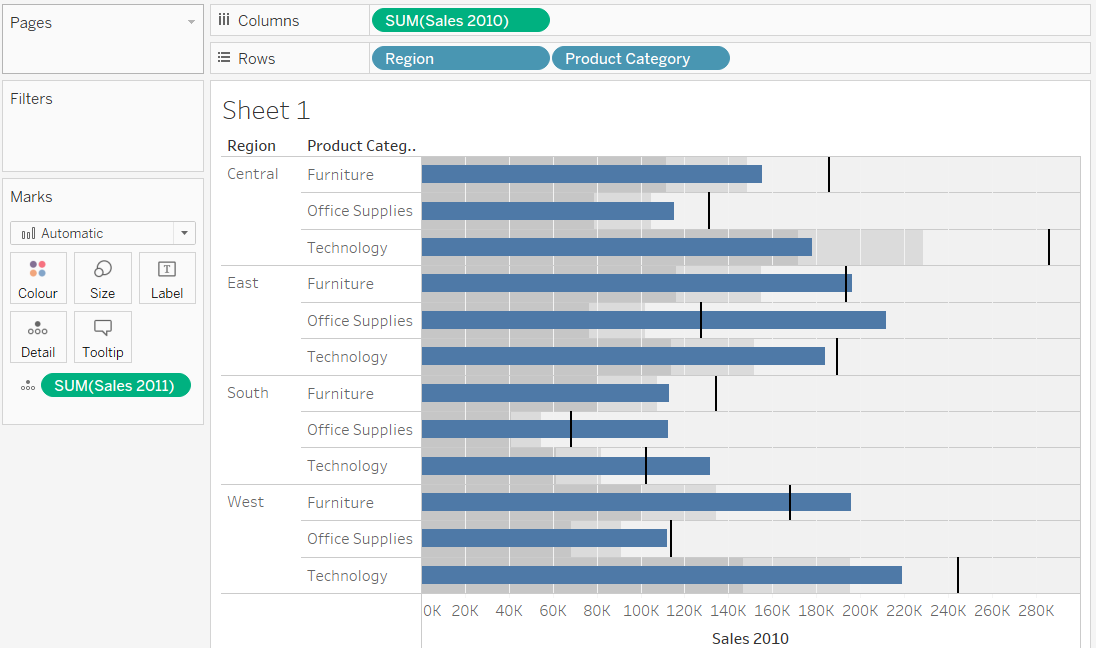 Pages
Columns SUM(Sales 2010)
Rows Region Product Category
Filters
Marks
Automatic
Colour Size Label
Detail Tooltip
SUM(Sales 2011)
Sheet 1
Region Product Categ..
Central Furniture
Office Supplies
Technology
East Furniture
Office Supplies
Technology
South Furniture
Office Supplies
Technology
West Furniture
Office Supplies
Technology
0K 20K 40K 60K 80K 100K 120K 140K 160K 180K 200K 220K 240K 260K 280K
Sales 2010